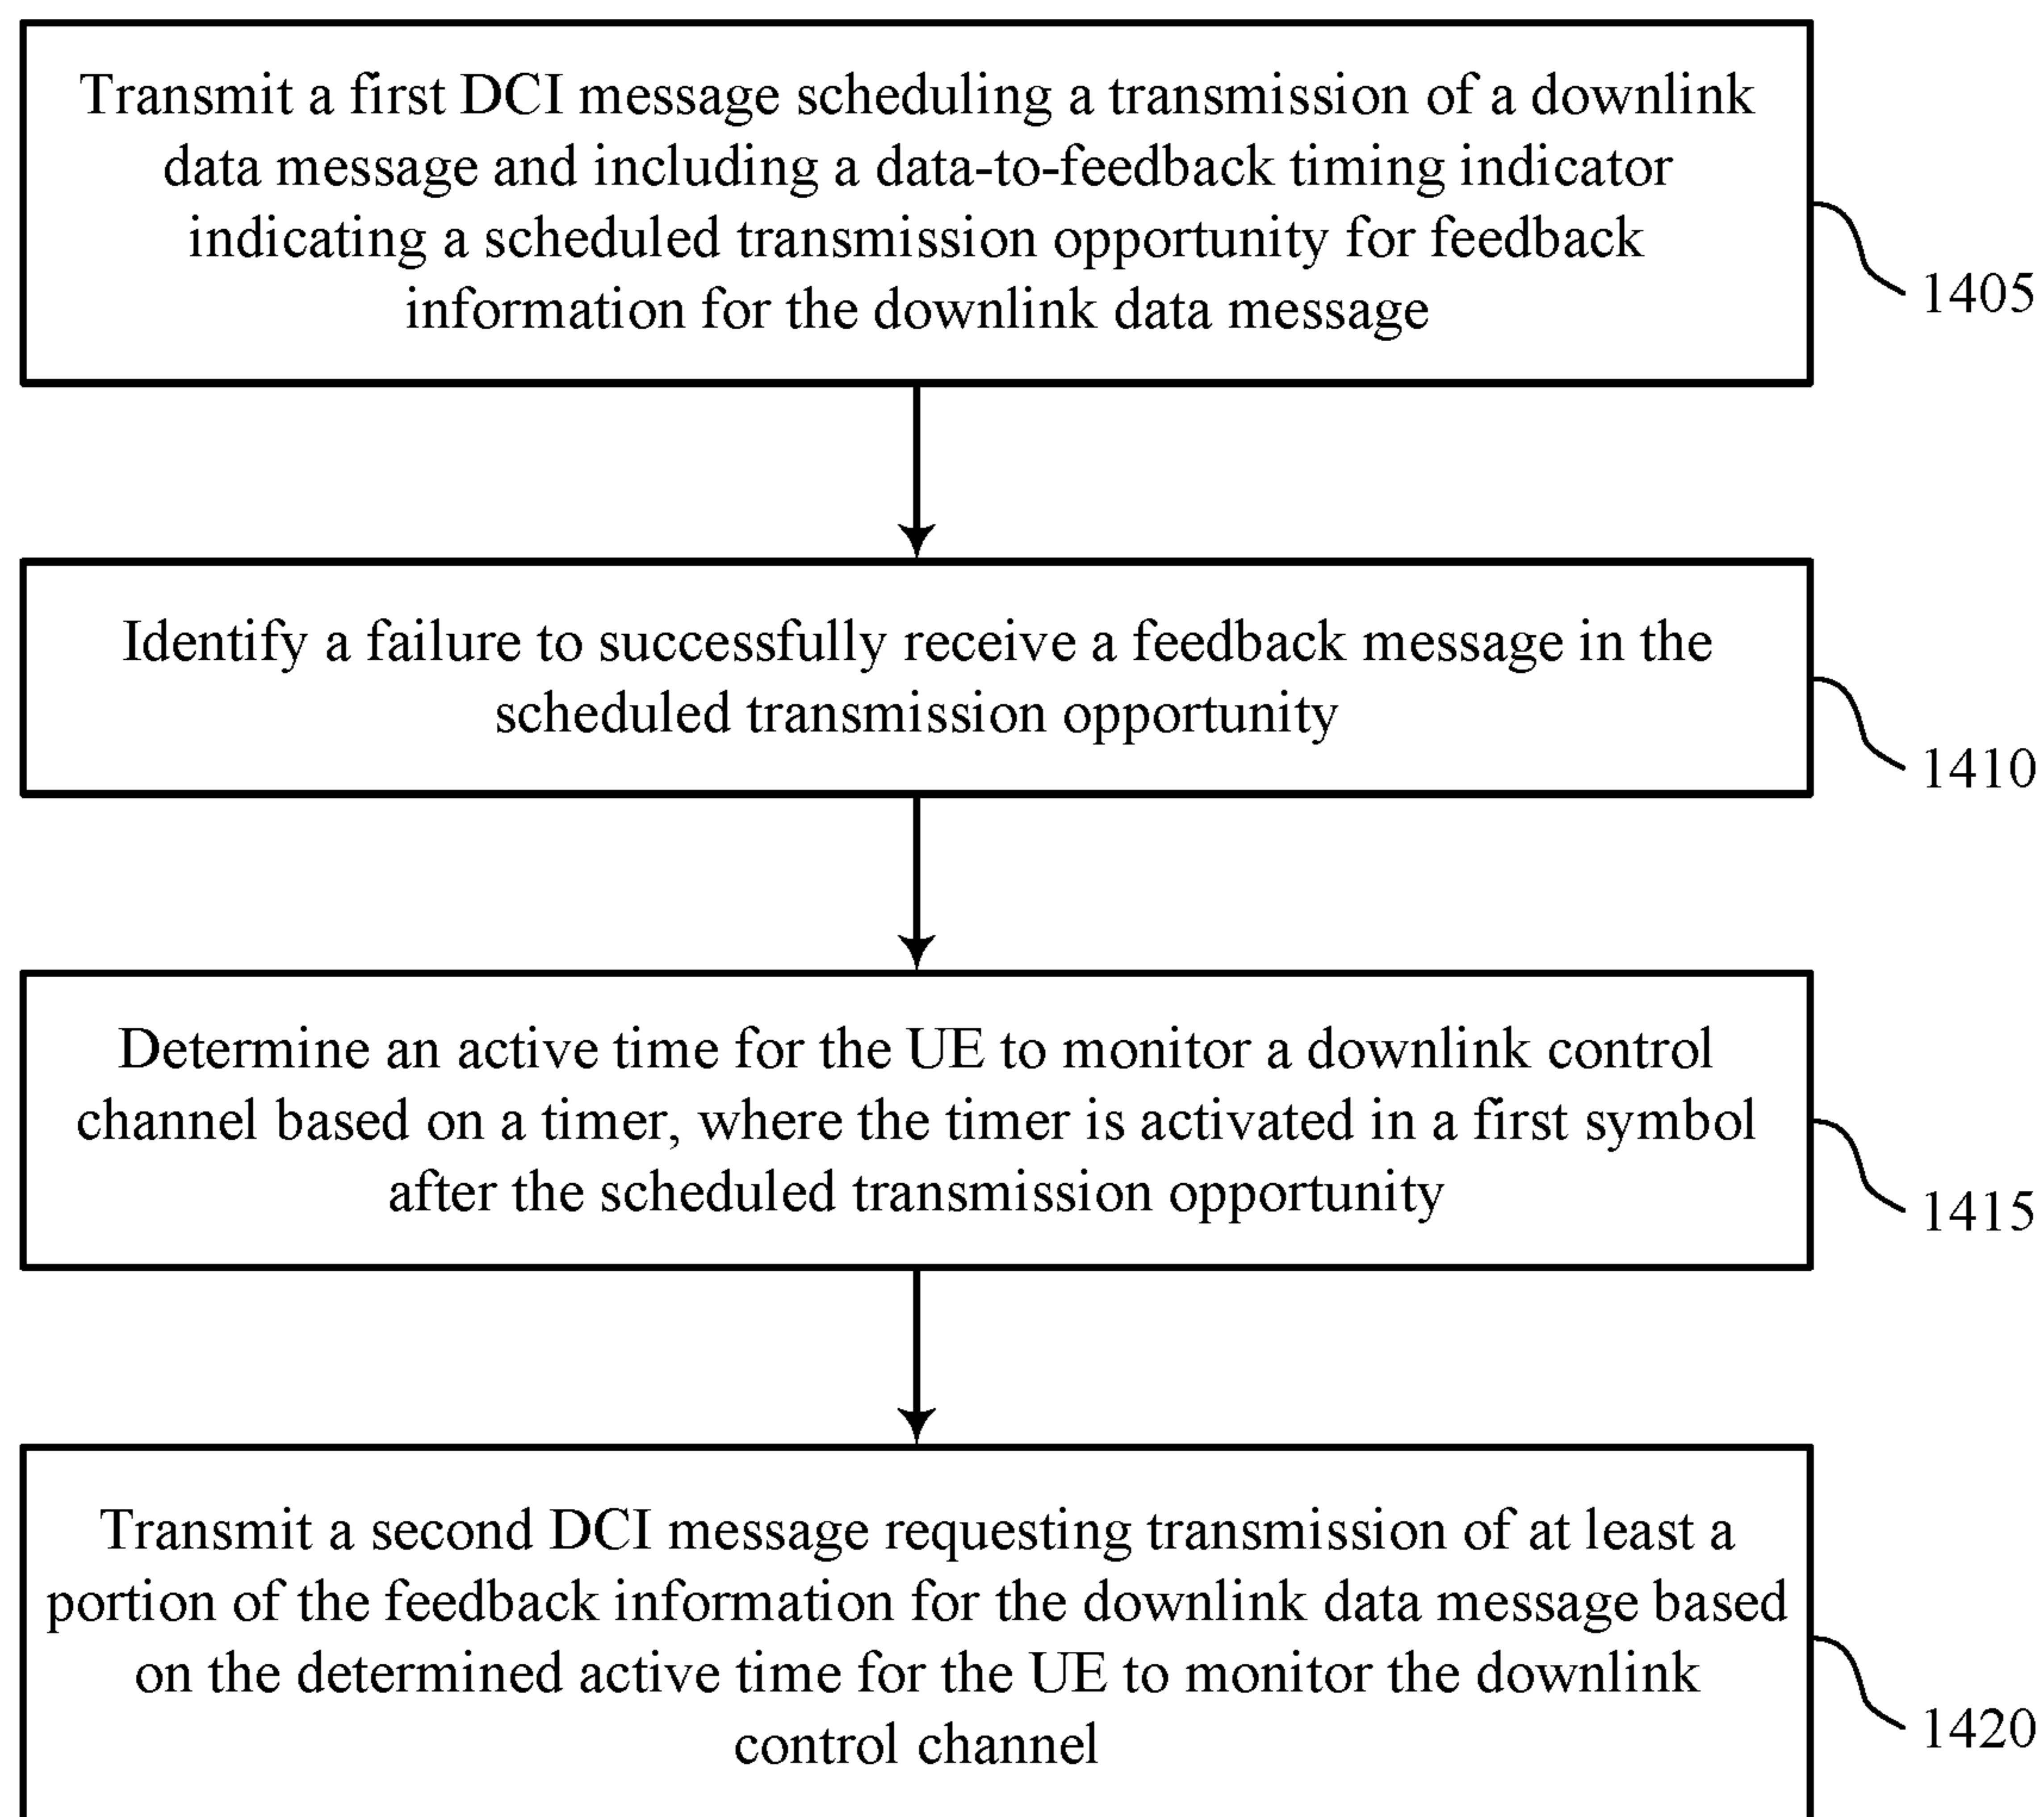 Transmit a first DCI message scheduling a transmission of a downlink
data message and including a data-to-feedback timing indicator
indicating a scheduled transmission opportunity for feedback
information for the downlink data message
1405
Identify a failure to successfully receive a feedback message in the
scheduled transmission opportunity
1410
Determine an active time for the UE to monitor a downlink control
channel based on a timer, where the timer is activated in a first symbol
after the scheduled transmission opportunity
1415
Transmit a second DCI message requesting transmission of at least a
portion of the feedback information for the downlink data message based
on the determined active time for the UE to monitor the downlink
control channel
1420